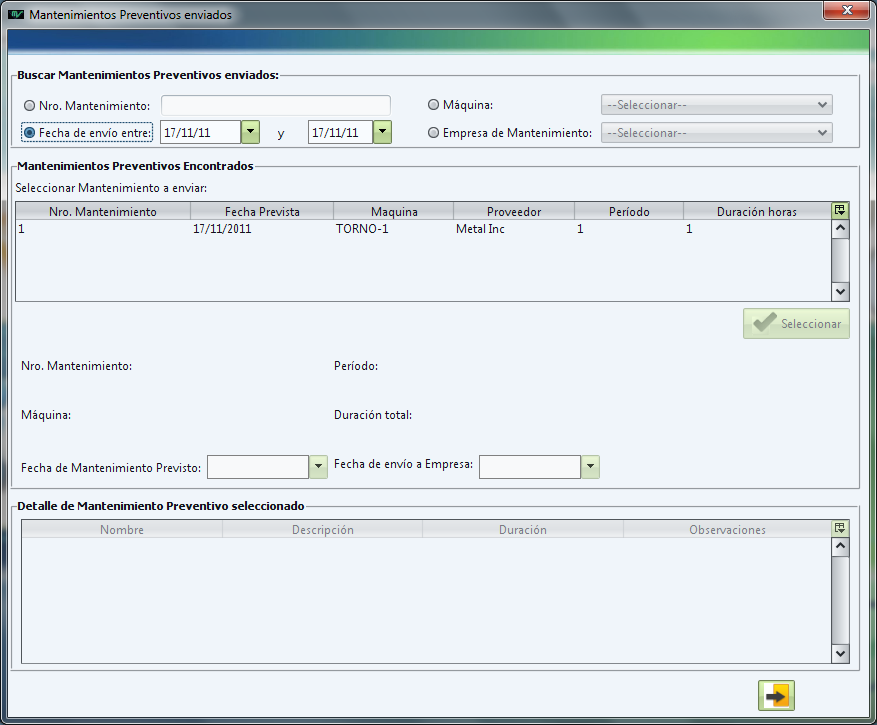 Mantenimientos Preventivos enviados
Buscar Mantenimientos Preventivos enviados:
Nro. Mantenimiento: Máquina: --Seleccionar--
Fecha de envío entre: 17/11/11 y 17/11/11 Empresa de Mantenimiento: --Seleccionar--
Mantenimientos Preventivos Encontrados
Seleccionar Mantenimiento a enviar:
Nro. Mantenimiento Fecha Prevista Maquina Proveedor Período Duración horas
1 17/11/2011 TORNO-1 Metal Inc 1 1
Seleccionar
Nro. Mantenimiento: Período:
Máquina: Duración total:
Fecha de Mantenimiento Previsto: Fecha de envío a Empresa:
Detalle de Mantenimiento Preventivo seleccionado
Nombre Descripción Duración Observaciones